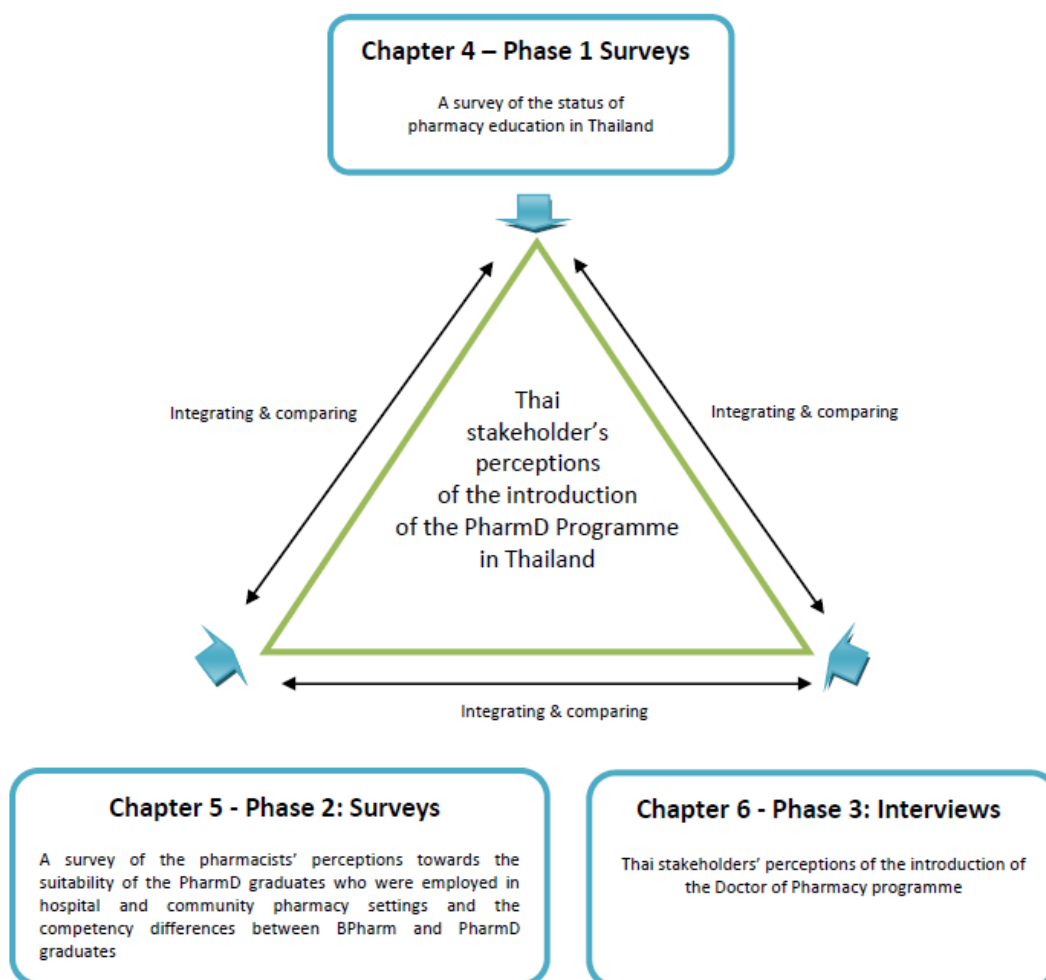 Chapter 4 – Phase 1 Surveys
A survey of the status of
pharmacy education in Thailand
Integrating & comparing
Integrating & comparing
Thai
stakeholder’s
perceptions
of the introduction
of the PharmD Programme
in Thailand
Integrating & comparing
Chapter 5 - Phase 2: Surveys
A survey of the pharmacists’ perceptions towards the
suitability of the PharmD graduates who were employed in
hospital and community pharmacy settings and the
competency differences between BPharm and PharmD
graduates
Chapter 6 - Phase 3: Interviews
Thai stakeholders’ perceptions of the introduction of
the Doctor of Pharmacy programme